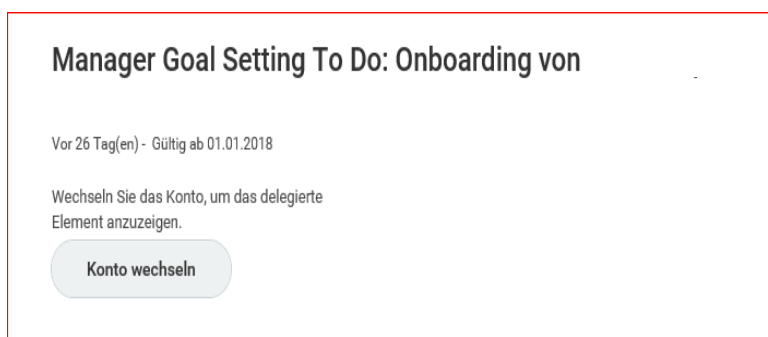 Manager Goal Setting To Do: Onboarding von
Vor 26 Tag(en) - Gültig ab 01.01.2018
Wechseln Sie das Konto, um das delegierte
Element anzuzeigen.
Konto wechseln